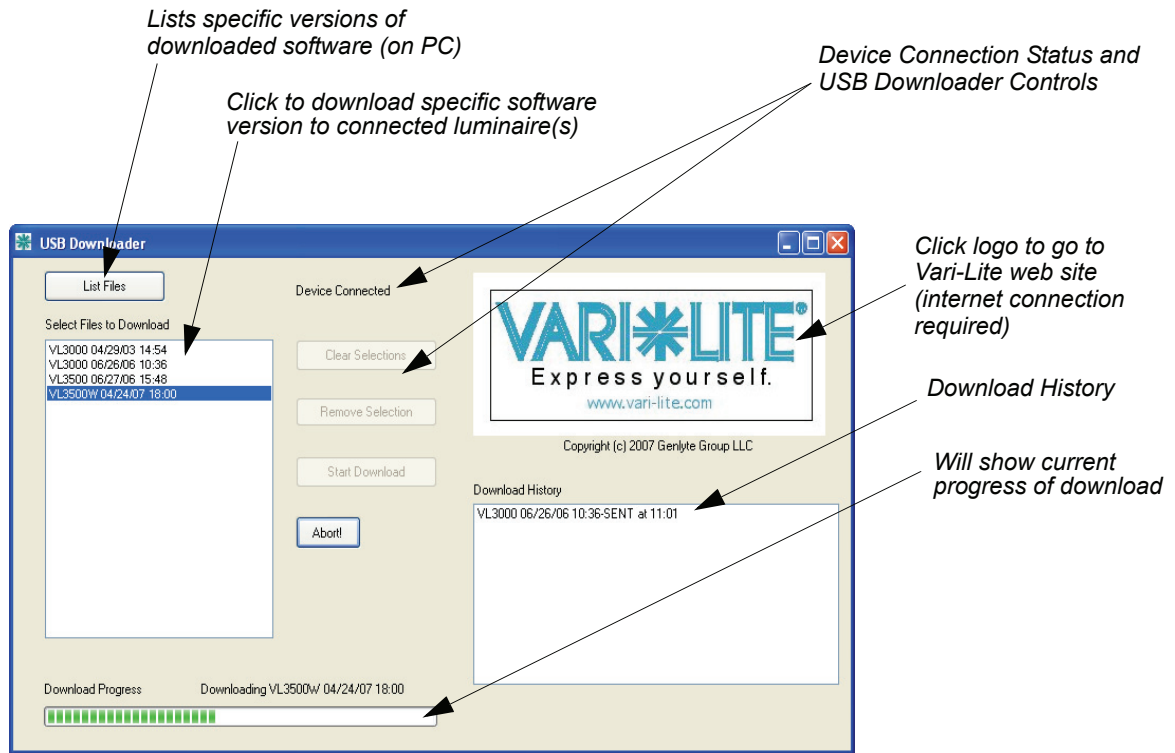 Lists specific versions of
downloaded software (on PC)
Device Connection Status and
USB Downloader Controls
Click to download specific software
version to connected luminaire(s)
USB Downloader
List Files
Device Connected
Select Files to Download
VL3000 04/29/03 14:54
VL3000 06/26/06 10:36
VL3500 06/27/06 15:48
VL3500W 04/24/07 18:00
Clear Selections
Remove Selection
Start Download
Abort!
VARI*LITE®
Express yourself.
www.vari-lite.com
Copyright (c) 2007 Genlyte Group LLC
Click logo to go to
Vari-Lite web site
(internet connection
required)
Download History
Download History
VL3000 06/26/06 10:36-SENT at 11:01
Will show current
progress of download
Download Progress
Downloading VL3500W 04/24/07 18:00